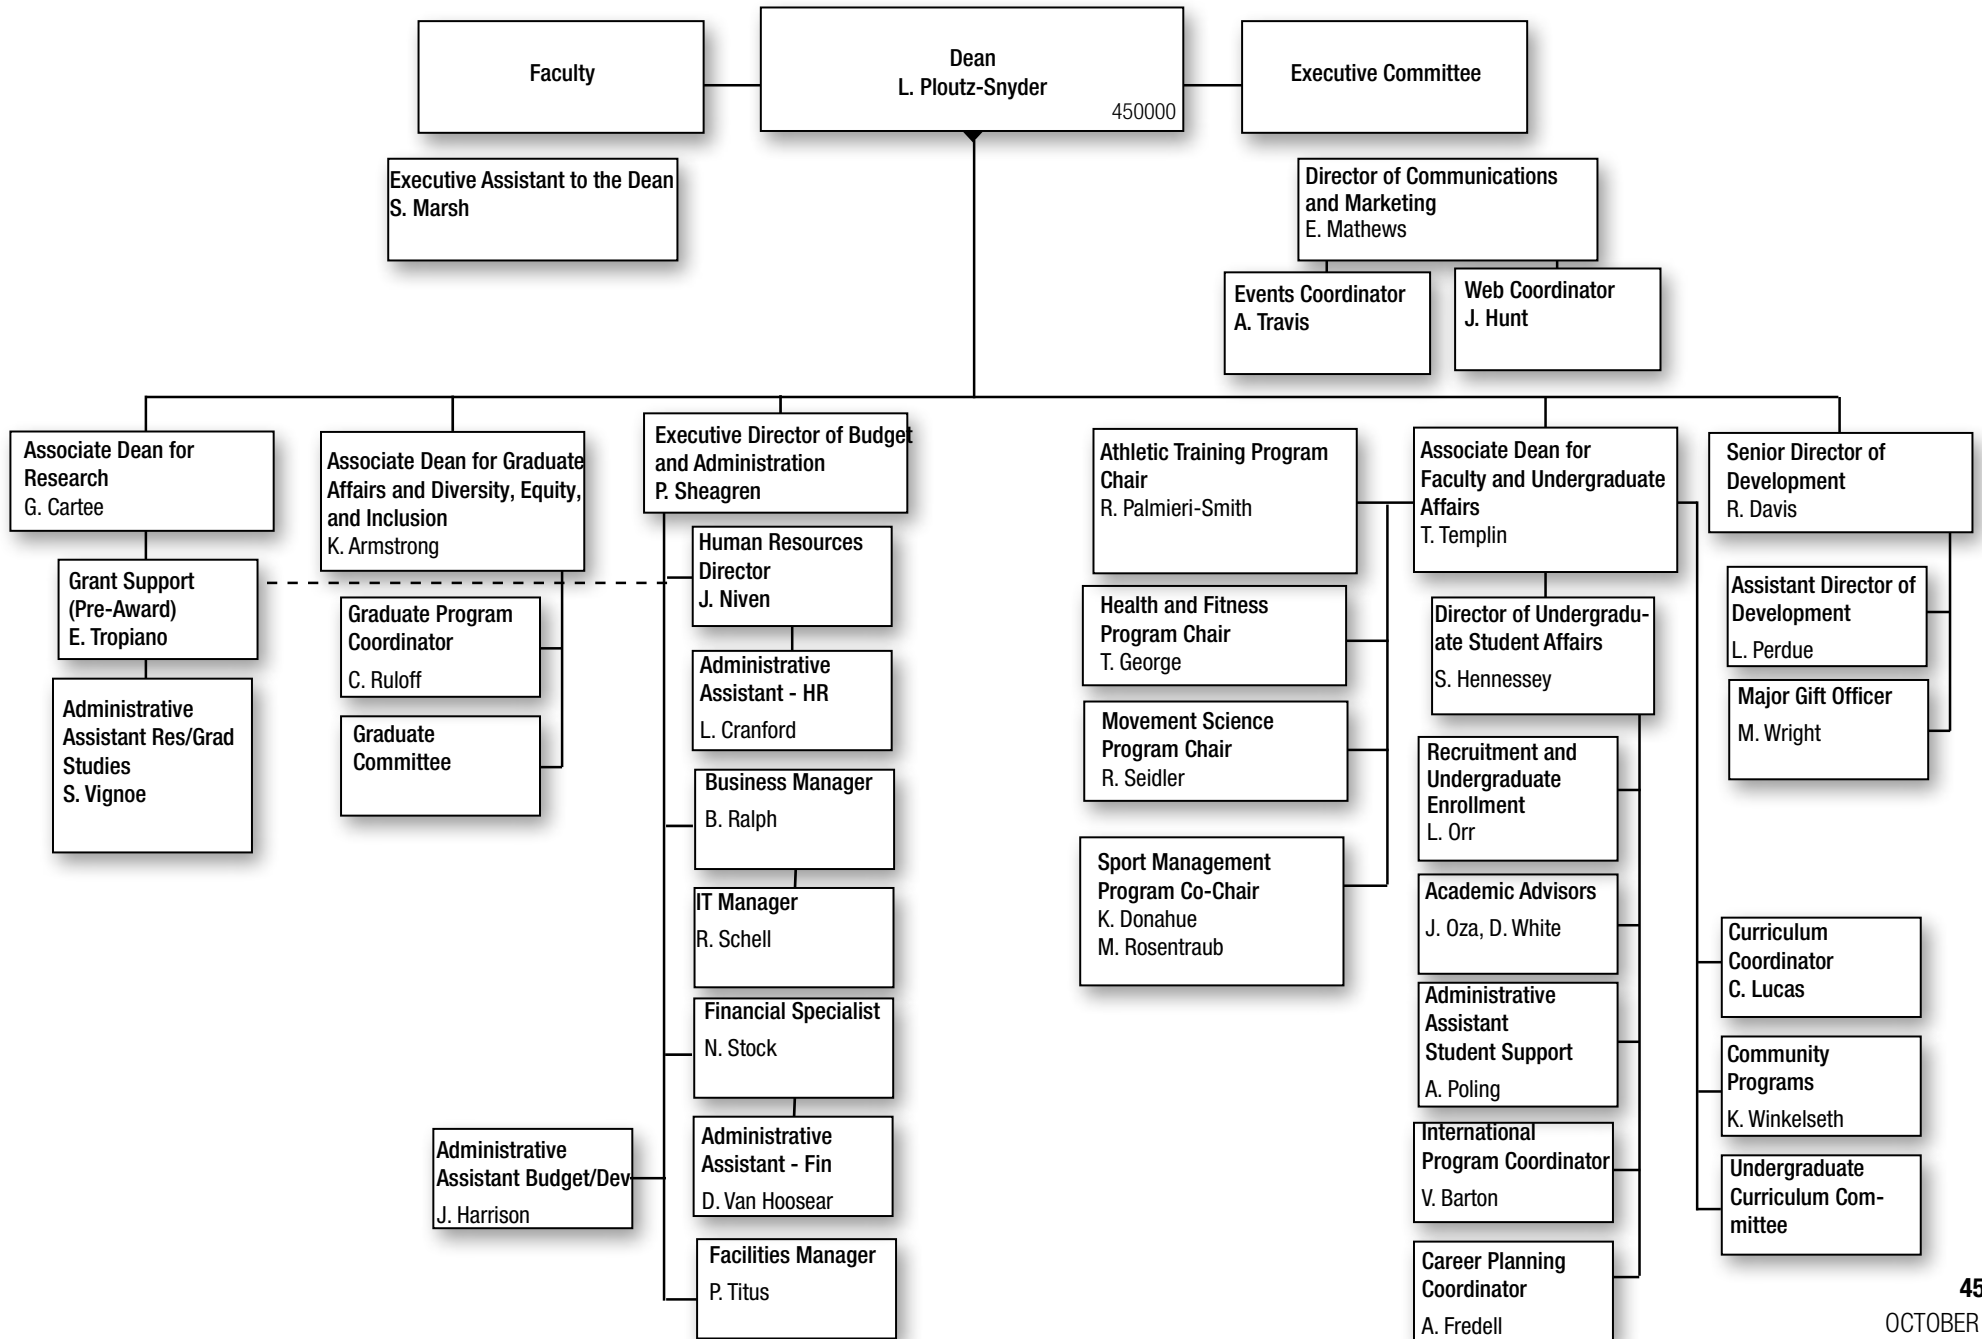 Faculty
Dean
L. Ploutz-Snyder
450000
Executive Committee
Executive Assistant to the Dean
S. Marsh
Director of Communications
and Marketing
E. Mathews
Events Coordinator
A. Travis
Web Coordinator
J. Hunt
Associate Dean for
Research
G. Cartee
Grant Support
(Pre-Award)
E. Tropiano
Administrative
Assistant Res/Grad
Studies
S. Vignoe
Associate Dean for Graduate
Affairs and Diversity, Equity,
and Inclusion
K. Armstrong
Graduate Program
Coordinator
C. Ruloff
Graduate
Committee
Executive Director of Budget
and Administration
P. Sheagren
Human Resources
Director
J. Niven
Administrative
Assistant - HR
L. Cranford
Business Manager
B. Ralph
IT Manager
R. Schell
Financial Specialist
N. Stock
Administrative
Assistant - Fin
D. Van Hoosear
Administrative
Assistant Budget/Dev
J. Harrison
Facilities Manager
P. Titus
Athletic Training Program
Chair
R. Palmieri-Smith
Health and Fitness
Program Chair
T. George
Movement Science
Program Chair
R. Seidler
Sport Management
Program Co-Chair
K. Donahue
M. Rosentraub
Associate Dean for
Faculty and Undergraduate
Affairs
T. Templin
Director of Undergradu-
ate Student Affairs
S. Hennessey
Recruitment and
Undergraduate
Enrollment
L. Orr
Academic Advisors
J. Oza, D. White
Administrative
Assistant
Student Support
A. Poling
International
Program Coordinator
V. Barton
Career Planning
Coordinator
A. Fredell
Senior Director of
Development
R. Davis
Assistant Director of
Development
L. Perdue
Major Gift Officer
M. Wright
Curriculum
Coordinator
C. Lucas
Community
Programs
K. Winkelseth
Undergraduate
Curriculum Com-
mittee
45
OCTOBER